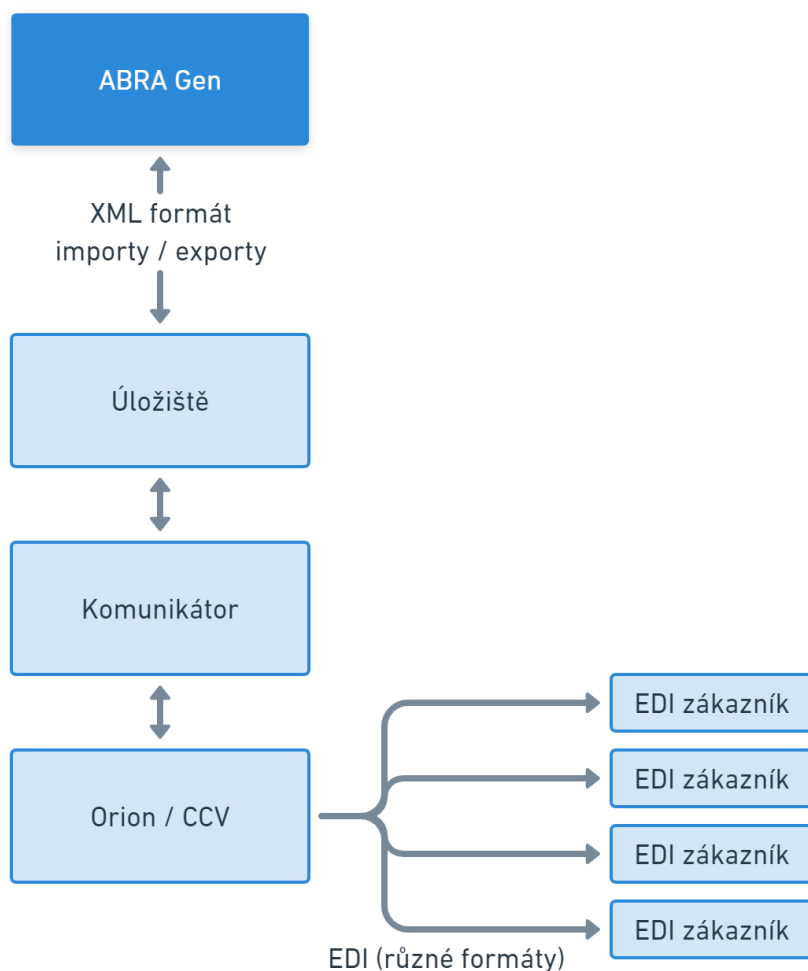 ABRA Gen
XML formát
importy / exporty
Úložiště
Komunikátor
Orion / CCV
EDI zákazník
EDI zákazník
EDI zákazník
EDI zákazník
EDI (různé formáty)